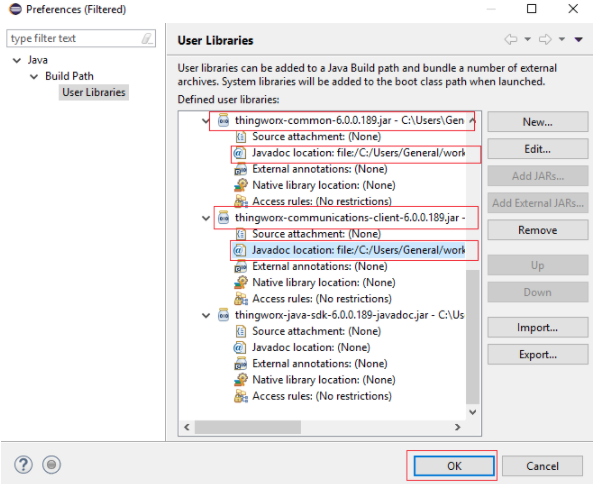 Preferences (Filtered)
type filter text
User Libraries
Java
Build Path
User Libraries
User libraries can be added to a Java Build path and bundle a number of external
archives. System libraries will be added to the boot class path when launched.
Defined user libraries:
thingworx-common-6.0.0.189.jar - C:\Users\Gen
Source attachment: (None)
Javadoc location: file:/C:/Users/General/work
External annotations: (None)
Native library location: (None)
Access rules: (No restrictions)
thingworx-communications-client-6.0.0.189.jar -
Source attachment: (None)
Javadoc location: file:/C:/Users/General/work
External annotations: (None)
Native library location: (None)
Access rules: (No restrictions)
thingworx-java-sdk-6.0.0.189-javadoc.jar - C:\Us
Source attachment: (None)
Javadoc location: (None)
External annotations: (None)
Native library location: (None)
Access rules: (No restrictions)
New...
Edit...
Add JARs...
Add External JARs...
Remove
Up
Down
Import...
Export...
OK
Cancel